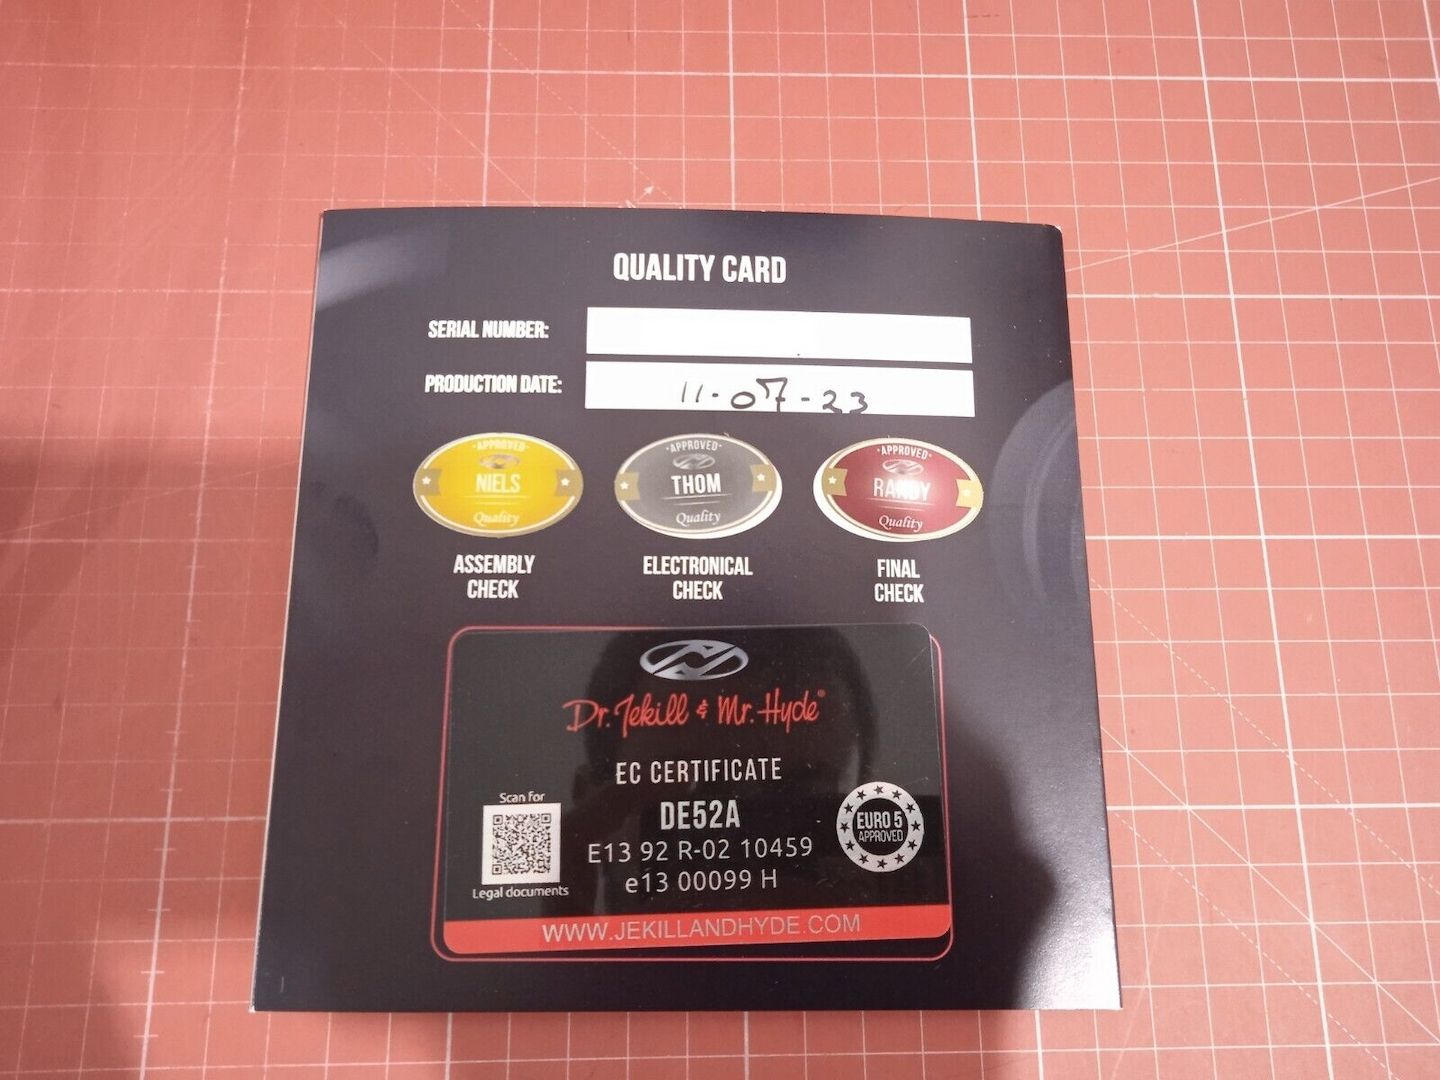 QUALITY CARD
SERIAL NUMBER:
PRODUCTION DATE: 11-07-23
·APPROVED·
NIELS
Quality
·APPROVED·
THOM
Quality
·APPROVED·
RANDY
Quality
ASSEMBLY
CHECK
ELECTRONICAL
CHECK
FINAL
CHECK
Dr. Jekill & Mr. Hyde®
EC CERTIFICATE
DE52A
E13 92 R-02 10459
e13 00099 H
Scan for
Legal documents
EURO 5
APPROVED
WWW.JEKILLANDHYDE.COM